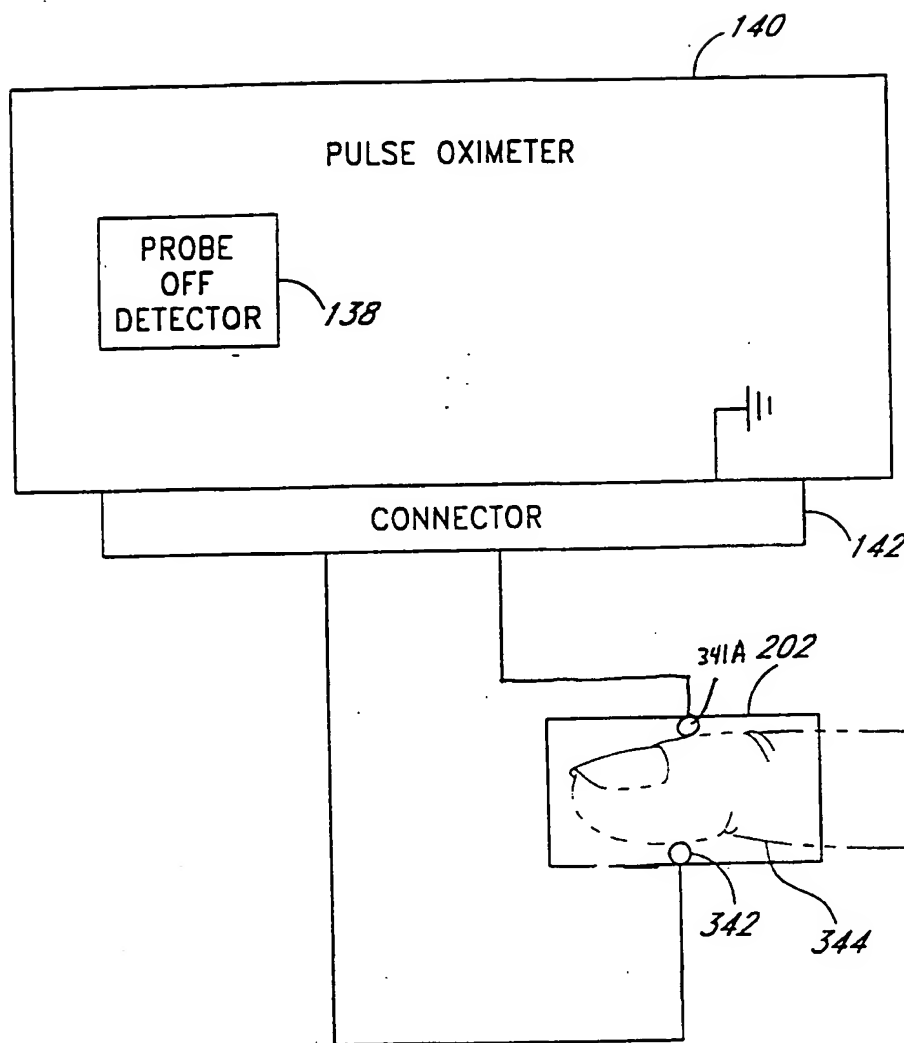 140
PULSE OXIMETER
PROBE
OFF
DETECTOR
138
CONNECTOR
142
341A 202
342
344